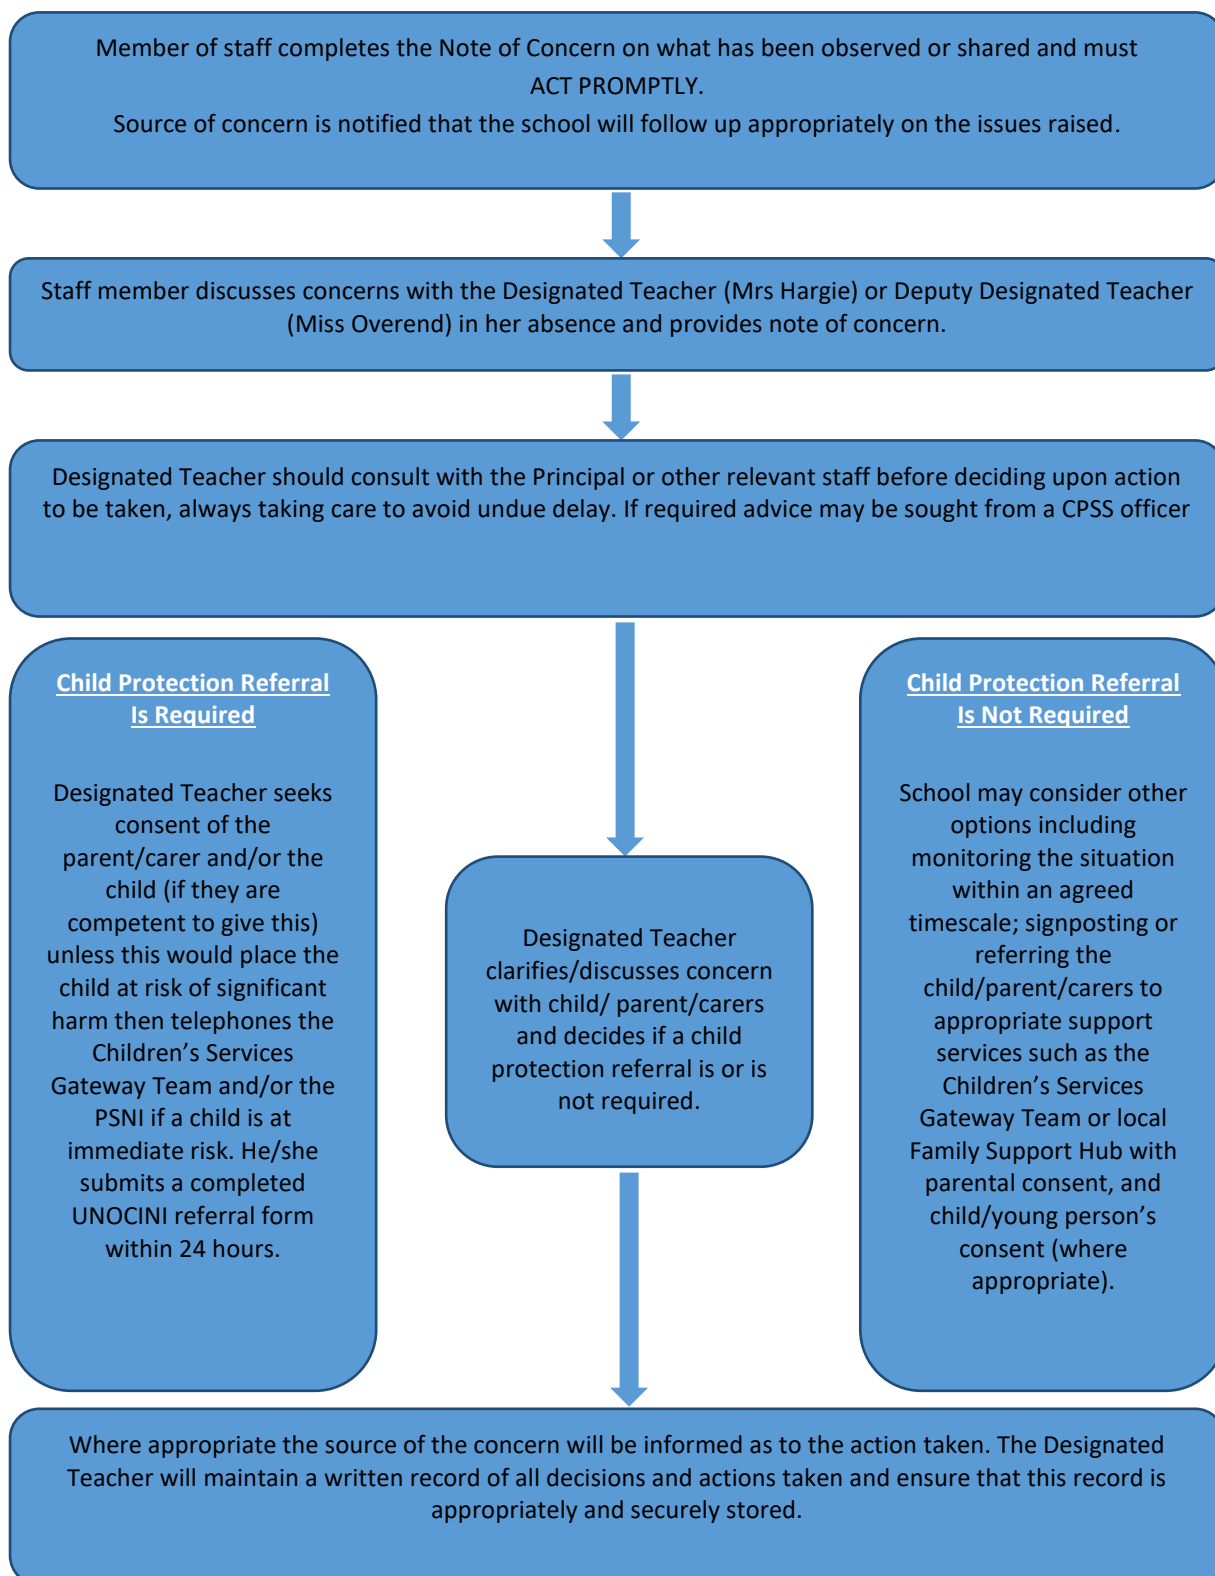 Member of staff completes the Note of Concern on what has been observed or shared and must
ACT PROMPTLY.
Source of concern is notified that the school will follow up appropriately on the issues raised.
Staff member discusses concerns with the Designated Teacher (Mrs Hargie) or Deputy Designated Teacher
(Miss Overend) in her absence and provides note of concern.
Designated Teacher should consult with the Principal or other relevant staff before deciding upon action
to be taken, always taking care to avoid undue delay. If required advice may be sought from a CPSS officer
Child Protection Referral
Is Required
Designated Teacher seeks
consent of the
parent/carer and/or the
child (if they are
competent to give this)
unless this would place the
child at risk of significant
harm then telephones the
Children’s Services
Gateway Team and/or the
PSNI if a child is at
immediate risk. He/she
submits a completed
UNOCINI referral form
within 24 hours.
Designated Teacher
clarifies/discusses concern
with child/ parent/carers
and decides if a child
protection referral is or is
not required.
Child Protection Referral
Is Not Required
School may consider other
options including
monitoring the situation
within an agreed
timescale; signposting or
referring the
child/parent/carers to
appropriate support
services such as the
Children’s Services
Gateway Team or local
Family Support Hub with
parental consent, and
child/young person’s
consent (where
appropriate).
Where appropriate the source of the concern will be informed as to the action taken. The Designated
Teacher will maintain a written record of all decisions and actions taken and ensure that this record is
appropriately and securely stored.